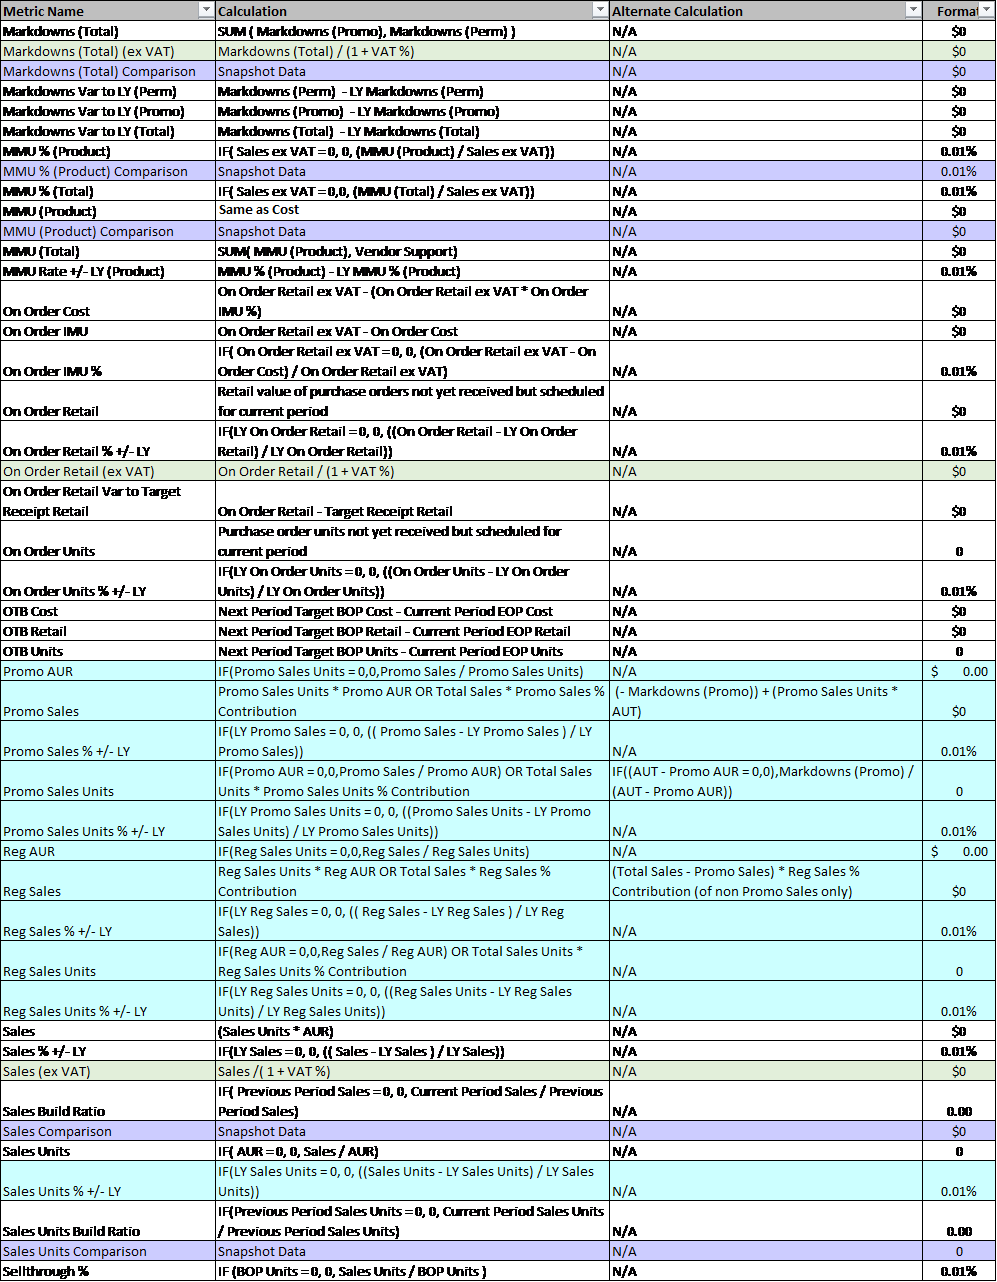 Metric Name Calculation Alternate Calculation Format
Markdowns (Total) SUM ( Markdowns (Promo), Markdowns (Perm) ) N/A $0
Markdowns (Total) (ex VAT) Markdowns (Total) / (1 + VAT %) N/A $0
Markdowns (Total) Comparison Snapshot Data N/A $0
Markdowns Var to LY (Perm) Markdowns (Perm) - LY Markdowns (Perm) N/A $0
Markdowns Var to LY (Promo) Markdowns (Promo) - LY Markdowns (Promo) N/A $0
Markdowns Var to LY (Total) Markdowns (Total) - LY Markdowns (Total) N/A $0
MMU % (Product) IF( Sales ex VAT = 0, 0, (MMU (Product) / Sales ex VAT)) N/A 0.01%
MMU % (Product) Comparison Snapshot Data N/A 0.01%
MMU % (Total) IF( Sales ex VAT =0,0, (MMU (Total) / Sales ex VAT)) N/A 0.01%
MMU (Product) Same as Cost N/A $0
MMU (Product) Comparison Snapshot Data N/A $0
MMU (Total) SUM( MMU (Product), Vendor Support) N/A $0
MMU Rate +/- LY (Product) MMU % (Product) - LY MMU % (Product) N/A 0.01%
On Order Retail ex VAT - (On Order Retail ex VAT * On Order
On Order Cost IMU %) N/A $0
On Order IMU On Order Retail ex VAT - On Order Cost N/A $0
IF( On Order Retail ex VAT = 0, 0, (On Order Retail ex VAT - On
On Order IMU % Order Cost) / On Order Retail ex VAT) N/A 0.01%
Retail value of purchase orders not yet received but scheduled
On Order Retail for current period N/A $0
IF(LY On Order Retail = 0, 0, ((On Order Retail - LY On Order
On Order Retail % +/- LY Retail) / LY On Order Retail)) N/A 0.01%
On Order Retail (ex VAT) On Order Retail / (1 + VAT %) N/A $0
On Order Retail Var to Target
Receipt Retail On Order Retail - Target Receipt Retail N/A $0
Purchase order units not yet received but scheduled for
On Order Units current period N/A 0
IF(LY On Order Units = 0, 0, ((On Order Units - LY On Order
On Order Units % +/- LY Units) / LY On Order Units)) N/A 0.01%
OTB Cost Next Period Target BOP Cost - Current Period EOP Cost N/A $0
OTB Retail Next Period Target BOP Retail - Current Period EOP Retail N/A $0
OTB Units Next Period Target BOP Units - Current Period EOP Units N/A 0
Promo AUR IF(Promo Sales Units = 0,0,Promo Sales / Promo Sales Units) N/A $ 0.00
Promo Sales Units * Promo AUR OR Total Sales * Promo Sales % (- Markdowns (Promo)) + (Promo Sales Units *
Promo Sales Contribution AUT) $0
IF(LY Promo Sales = 0, 0, (( Promo Sales - LY Promo Sales ) / LY
Promo Sales % +/- LY Promo Sales)) N/A 0.01%
IF(Promo AUR = 0,0,Promo Sales / Promo AUR) OR Total Sales IF((AUT - Promo AUR = 0,0),Markdowns (Promo) /
Promo Sales Units Units * Promo Sales Units % Contribution (AUT - Promo AUR)) 0
IF(LY Promo Sales Units = 0, 0, ((Promo Sales Units - LY Promo
Promo Sales Units % +/- LY Sales Units) / LY Promo Sales Units)) N/A 0.01%
Reg AUR IF(Reg Sales Units = 0,0,Reg Sales / Reg Sales Units) N/A $ 0.00
Reg Sales Units * Reg AUR OR Total Sales * Reg Sales % (Total Sales - Promo Sales) * Reg Sales %
Reg Sales Contribution Contribution (of non Promo Sales only) $0
IF(LY Reg Sales = 0, 0, (( Reg Sales - LY Reg Sales ) / LY Reg
Reg Sales % +/- LY Sales)) N/A 0.01%
IF(Reg AUR = 0,0,Reg Sales / Reg AUR) OR Total Sales Units *
Reg Sales Units Reg Sales Units % Contribution N/A 0
IF(LY Reg Sales Units = 0, 0, ((Reg Sales Units - LY Reg Sales
Reg Sales Units % +/- LY Units) / LY Reg Sales Units)) N/A 0.01%
Sales (Sales Units * AUR) N/A $0
Sales % +/- LY IF(LY Sales = 0, 0, (( Sales - LY Sales ) / LY Sales)) N/A 0.01%
Sales (ex VAT) Sales /( 1 + VAT %) N/A $0
IF( Previous Period Sales = 0, 0, Current Period Sales / Previous
Sales Build Ratio Period Sales) N/A 0.00
Sales Comparison Snapshot Data N/A $0
Sales Units IF( AUR = 0, 0, Sales / AUR) N/A 0
IF(LY Sales Units = 0, 0, ((Sales Units - LY Sales Units) / LY Sales
Sales Units % +/- LY Units)) N/A 0.01%
IF(Previous Period Sales Units = 0, 0, Current Period Sales Units
Sales Units Build Ratio / Previous Period Sales Units) N/A 0.00
Sales Units Comparison Snapshot Data N/A 0
Sellthrough % IF (BOP Units = 0, 0, Sales Units / BOP Units ) N/A 0.01%